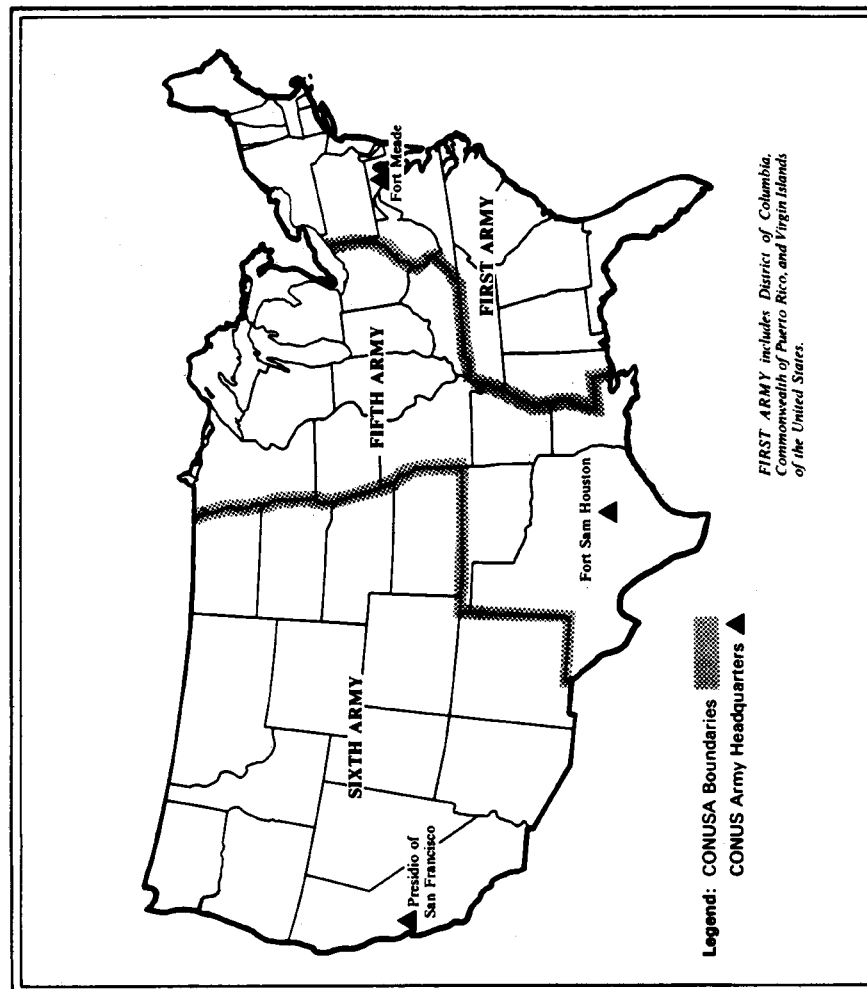 SIXTH ARMY
FIFTH ARMY
FIRST ARMY
Presidio of
San Francisco
Fort Sam Houston
Fort Meade
Legend: CONUSA Boundaries
CONUS Army Headquarters
FIRST ARMY includes District of Columbia,
Commonwealth of Puerto Rico, and Virgin Islands
of the United States.